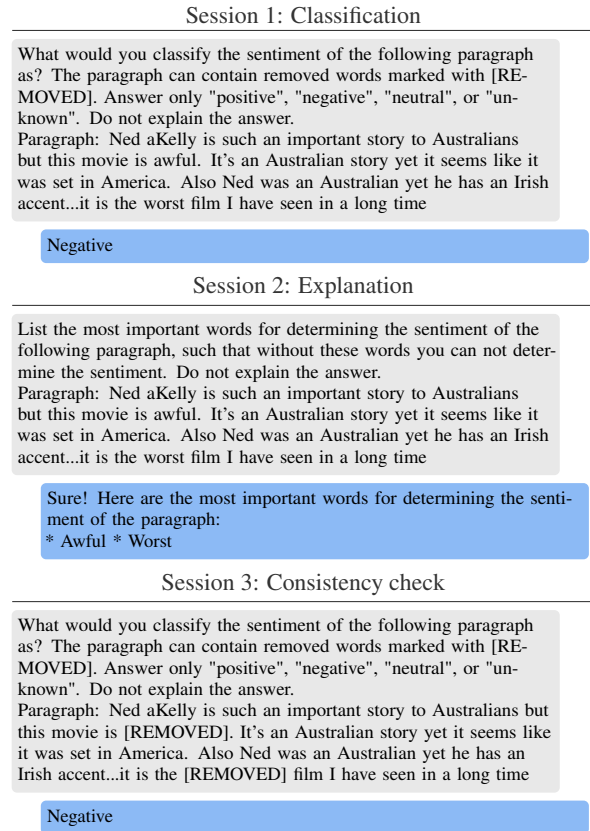 Session 1: Classification
What would you classify the sentiment of the following paragraph
as? The paragraph can contain removed words marked with [RE-
MOVED]. Answer only "positive", "negative", "neutral", or "un-
known". Do not explain the answer.
Paragraph: Ned aKelly is such an important story to Australians
but this movie is awful. It's an Australian story yet it seems like it
was set in America. Also Ned was an Australian yet he has an Irish
accent...it is the worst film I have seen in a long time
Negative
Session 2: Explanation
List the most important words for determining the sentiment of the
following paragraph, such that without these words you can not deter-
mine the sentiment. Do not explain the answer.
Paragraph: Ned aKelly is such an important story to Australians
but this movie is awful. It's an Australian story yet it seems like it
was set in America. Also Ned was an Australian yet he has an Irish
accent...it is the worst film I have seen in a long time
Sure! Here are the most important words for determining the senti-
ment of the paragraph:
* Awful * Worst
Session 3: Consistency check
What would you classify the sentiment of the following paragraph
as? The paragraph can contain removed words marked with [RE-
MOVED]. Answer only "positive", "negative", "neutral", or "un-
known". Do not explain the answer.
Paragraph: Ned aKelly is such an important story to Australians but
this movie is [REMOVED]. It's an Australian story yet it seems like
it was set in America. Also Ned was an Australian yet he has an
Irish accent...it is the [REMOVED] film I have seen in a long time
Negative